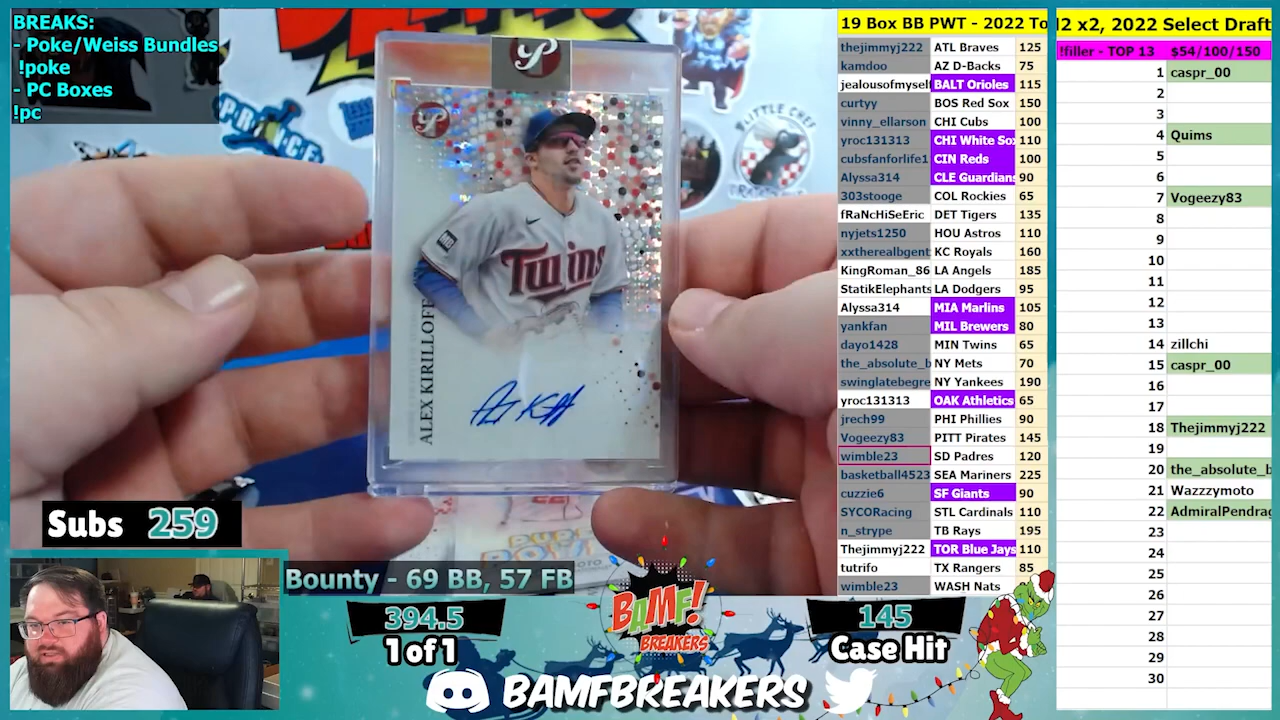 BREAKS:
- Poke/Weiss Bundles
!poke
- PC Boxes
!pc
Twins
ALEX KIRILLOFF
Subs 259
Bounty - 69 BB, 57 FB
394.5
1 of 1
BAMF!
BREAKERS
145
Case Hit
BAMFBREAKERS
19 Box BB PWT - 2022 To
thejimmyj222 ATL Braves 125
kamdoo AZ D-Backs 75
jealousofmysel BALT Orioles 115
curtyy BOS Red Sox 150
vinny_ellarson CHI Cubs 100
yroc131313 CHI White Sox 110
cubsfanforlife1 CIN Reds 100
Alyssa314 CLE Guardians 90
303stooge COL Rockies 65
fRaNcHiSeEric DET Tigers 135
nyjets1250 HOU Astros 110
xxtherealbgent KC Royals 160
KingRoman_86 LA Angels 185
StatikElephants LA Dodgers 95
Alyssa314 MIA Marlins 105
yankfan MIL Brewers 80
dayo1428 MIN Twins 65
the_absolute_b NY Mets 70
swinglatebegre NY Yankees 190
yroc131313 OAK Athletics 65
jrech99 PHI Phillies 90
Vogeezy83 PITT Pirates 145
wimble23 SD Padres 120
basketball4523 SEA Mariners 225
cuzzie6 SF Giants 90
SYCORacing STL Cardinals 110
n_strype TB Rays 195
Thejimmyj222 TOR Blue Jays 110
tutrifo TX Rangers 85
wimble23 WASH Nats
2 x2, 2022 Select Draft
!filler - TOP 13 $54/100/150
1 caspr_00
2
3
4 Quims
5
6
7 Vogeezy83
8
9
10
11
12
13
14 zillchi
15 caspr_00
16
17
18 Thejimmyj222
19
20 the_absolute_b
21 Wazzzymoto
22 AdmiralPendrag
23
24
25
26
27
28
29
30